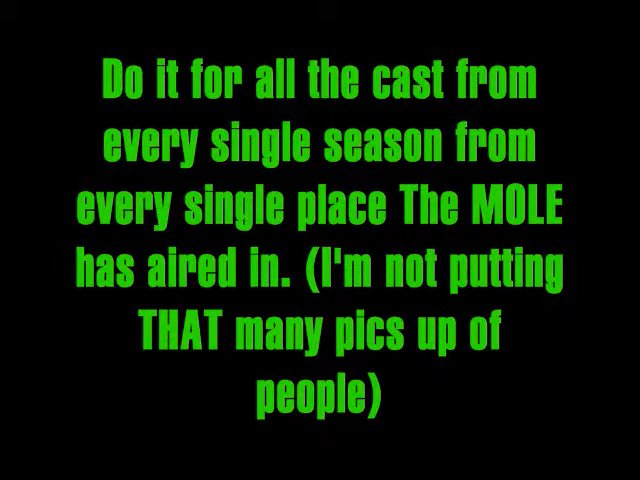 Do it for all the cast from
every single season from
every single place The MOLE
has aired in. (I'm not putting
THAT many pics up of
people)